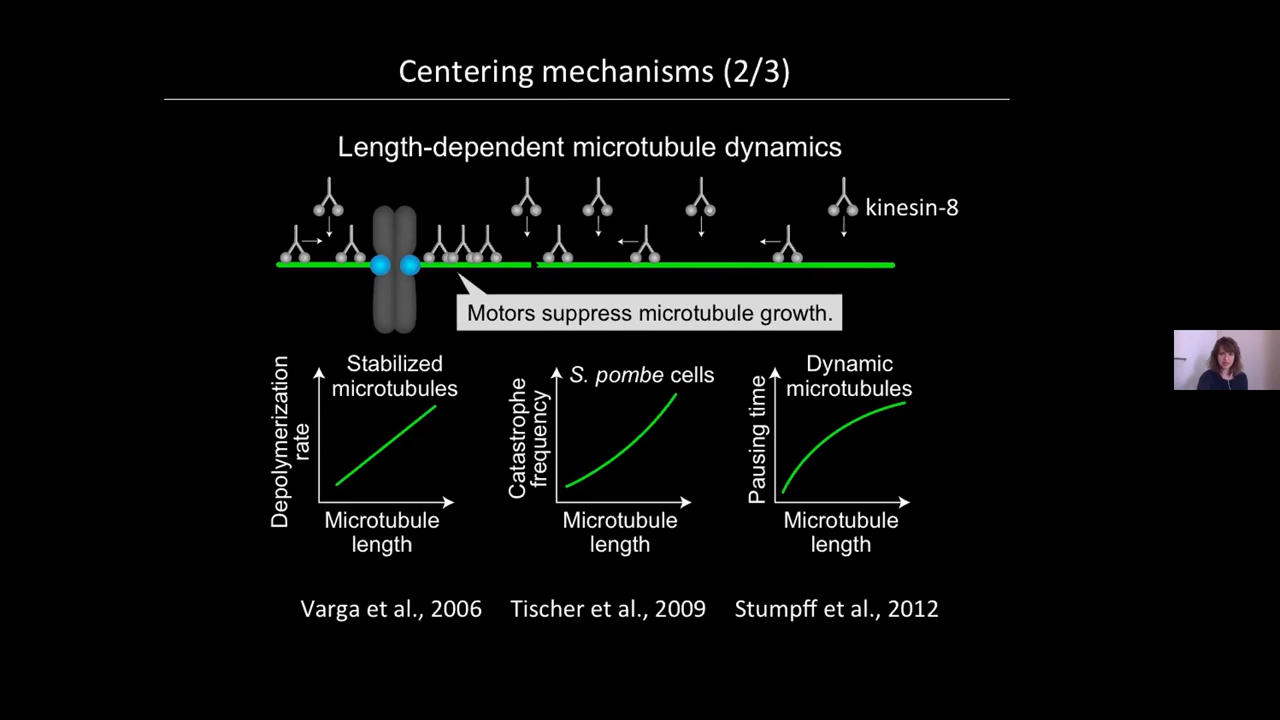 Centering mechanisms (2/3)
Length-dependent microtubule dynamics
kinesin-8
Motors suppress microtubule growth.
Depolymerization
rate
Stabilized
microtubules
Microtubule
length
Catastrophe
frequency
S. pombe cells
Microtubule
length
Pausing time
Dynamic
microtubules
Microtubule
length
Varga et al., 2006
Tischer et al., 2009
Stumpff et al., 2012